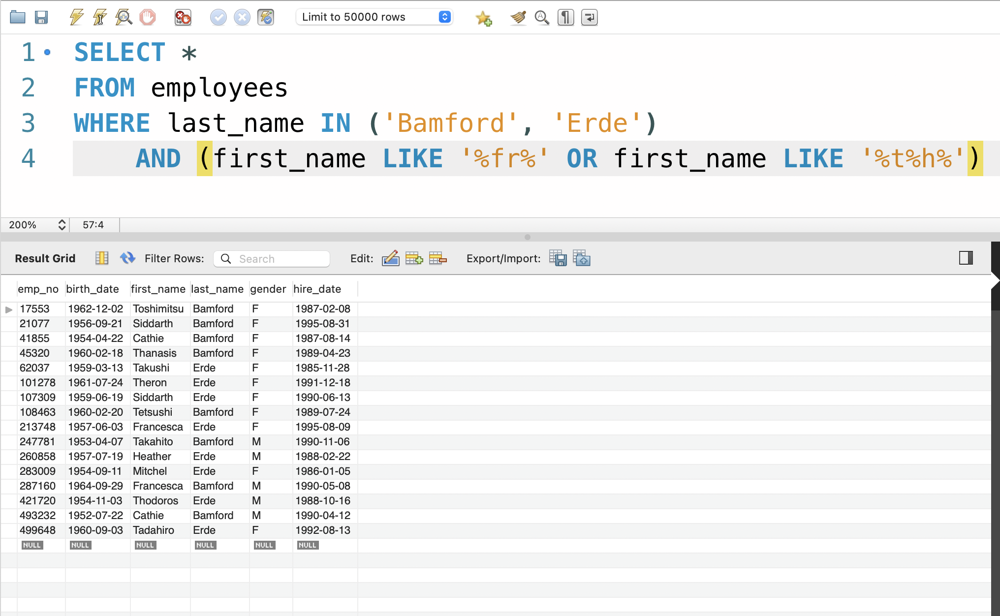 Limit to 50000 rows
1 SELECT *
2 FROM employees
3 WHERE last_name IN ('Bamford', 'Erde')
4 AND (first_name LIKE '%fr%' OR first_name LIKE '%t%h%')
200% 57:4
Result Grid Filter Rows: Search Edit: Export/Import:
emp_no birth_date first_name last_name gender hire_date
17553 1962-12-02 Toshimitsu Bamford F 1987-02-08
21077 1956-09-21 Siddarth Bamford F 1995-08-31
41855 1954-04-22 Cathie Bamford F 1987-08-14
45320 1960-02-18 Thanasis Bamford F 1989-04-23
62037 1959-03-13 Takushi Erde F 1985-11-28
101278 1961-07-24 Theron Erde F 1991-12-18
107309 1959-06-19 Siddarth Erde F 1990-06-13
108463 1960-02-20 Tetsushi Bamford F 1989-07-24
213748 1957-06-03 Francesca Erde F 1995-08-09
247781 1953-04-07 Takahito Bamford M 1990-11-06
260858 1957-07-19 Heather Erde M 1988-02-22
283009 1954-09-11 Mitchel Erde F 1986-01-05
287160 1964-09-29 Francesca Bamford M 1990-05-08
421720 1954-11-03 Thodoros Erde M 1988-10-16
493232 1952-07-22 Cathie Bamford M 1990-04-12
499648 1960-09-03 Tadahiro Erde F 1992-08-13
NULL NULL NULL NULL NULL NULL